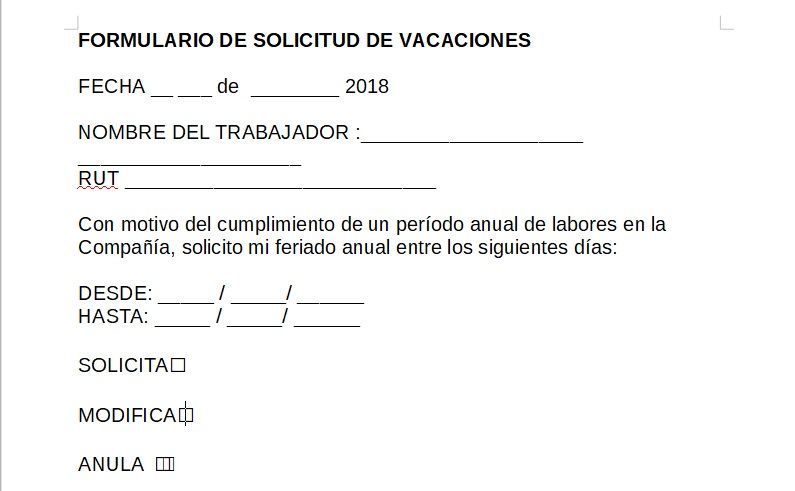 FORMULARIO DE SOLICITUD DE VACACIONES
FECHA __ ___ de ________ 2018
NOMBRE DEL TRABAJADOR :____________________
____________________
RUT ____________________________
Con motivo del cumplimiento de un período anual de labores en la
Compañía, solicito mi feriado anual entre los siguientes días:
DESDE: _____ / _____/ ______
HASTA: _____ / _____/ ______
SOLICITA☐
MODIFICA☐
ANULA ☐☐